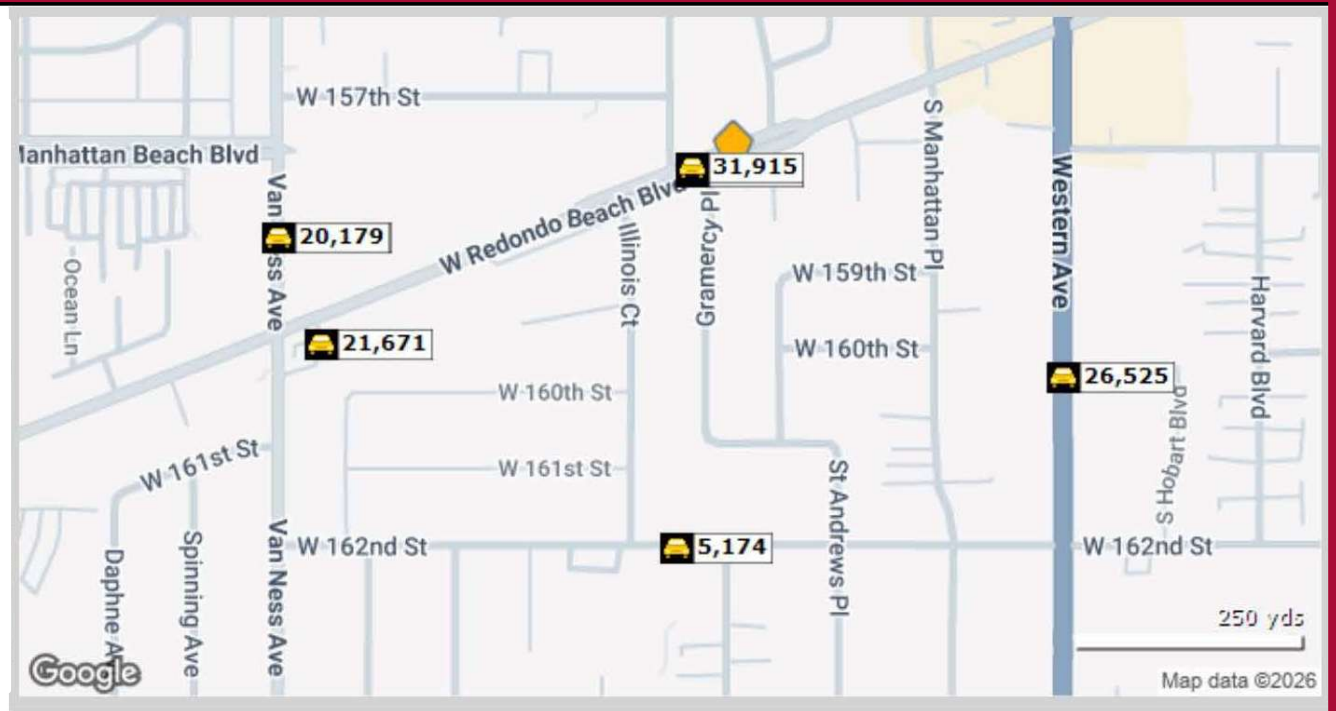 W 157th St
S Manhattan Pl
Manhattan Beach Blvd
31,915
Van Ness Ave
Western Ave
20,179
W Redondo Beach Blvd
Illinois Ct
Gramercy Pl
W 159th St
Ocean Ln
Harvard Blvd
21,671
W 160th St
26,525
W 160th St
S Hogart Blvd
W 161st St
W 161st St
St Andrews Pl
Van Ness Ave
W 162nd St
5,174
W 162nd St
Spinning Ave
Daphne Av
250 yds
Google
Map data ©2026